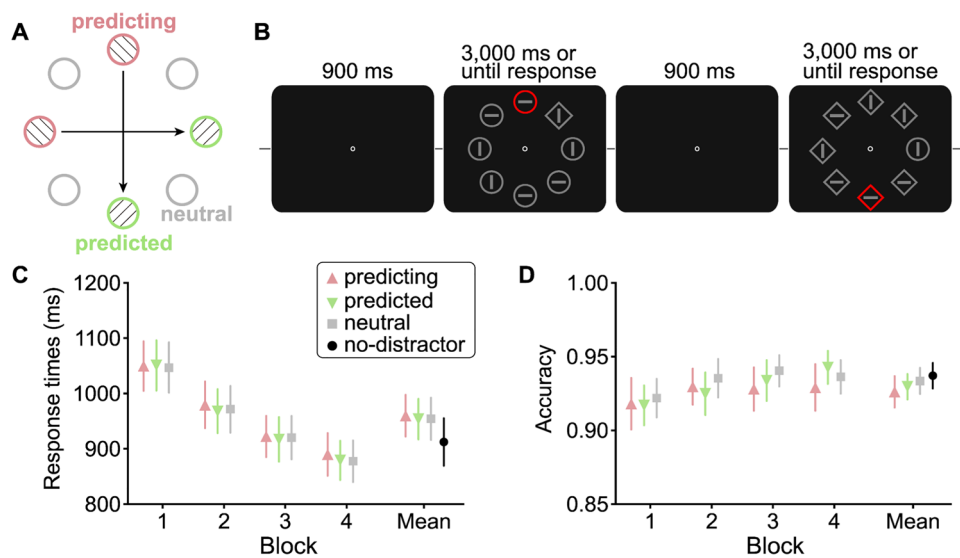 A
predicting
neutral
predicted
B
900 ms
3,000 ms or
until response
900 ms
3,000 ms or
until response
C
Response times (ms)
1200
1100
1000
900
800
predicting
predicted
neutral
no-distractor
1 2 3 4 Mean
Block
D
Accuracy
1.00
0.95
0.90
0.85
1 2 3 4 Mean
Block